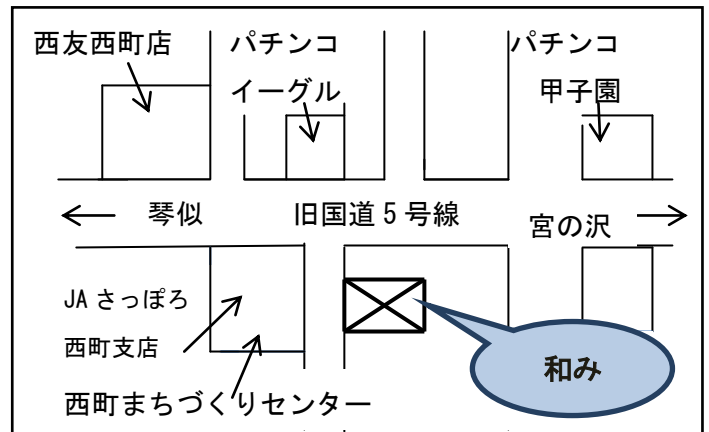 西友西町店
パチンコ
イーグル
パチンコ
甲子園
琴似
旧国道5号線
宮の沢
JAさっぽろ
西町支店
西町まちづくりセンター
和み